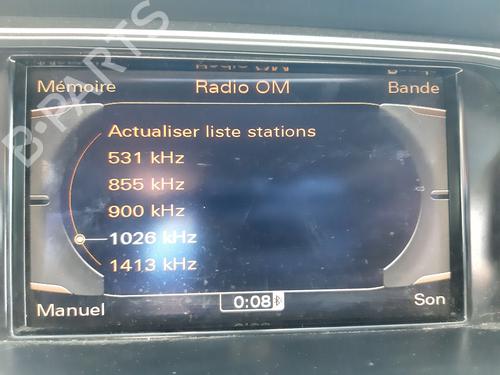 Mémoire
Radio OM
Bande
Actualiser liste stations
531 kHz
855 kHz
900 kHz
1026 kHz
1413 kHz
Manuel
0:08
Son
B-PARTS